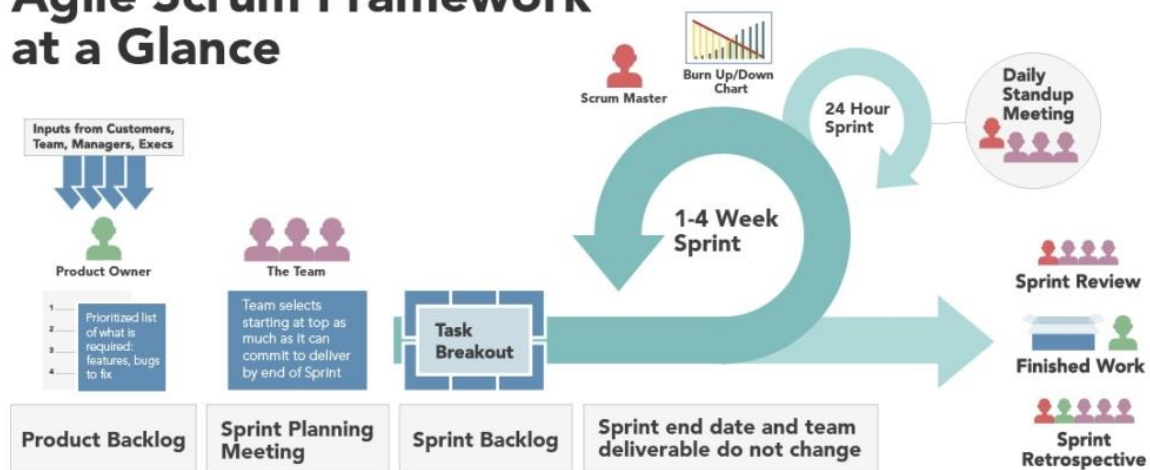 Agile Scrum Framework
at a Glance
Inputs from Customers,
Team, Managers, Execs
Product Owner
The Team
1
2
3
4
Prioritized list
of what is
required:
features, bugs
to fix
Team selects
starting at top as
much as it can
commit to deliver
by end of Sprint
Task
Breakout
Scrum Master
Burn Up/Down
Chart
1-4 Week
Sprint
24 Hour
Sprint
Daily
Standup
Meeting
Sprint Review
Finished Work
Sprint
Retrospective
Product Backlog
Sprint Planning
Meeting
Sprint Backlog
Sprint end date and team
deliverable do not change